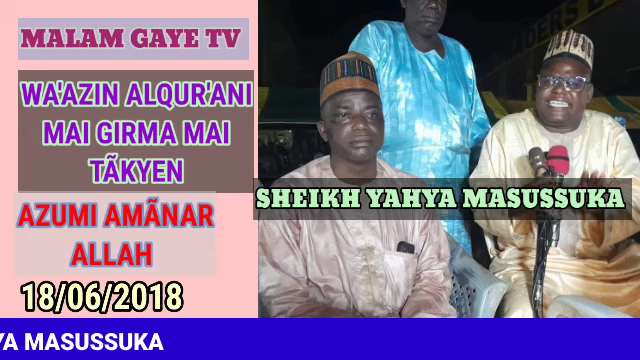 MALAM GAYE TV
WA'AZIN ALQUR'ANI
MAI GIRMA MAI
TÃKYEN
AZUMI AMÃNAR
ALLAH
18/06/2018
SHEIKH YAHYA MASUSSUKA
YA MASUSSUKA